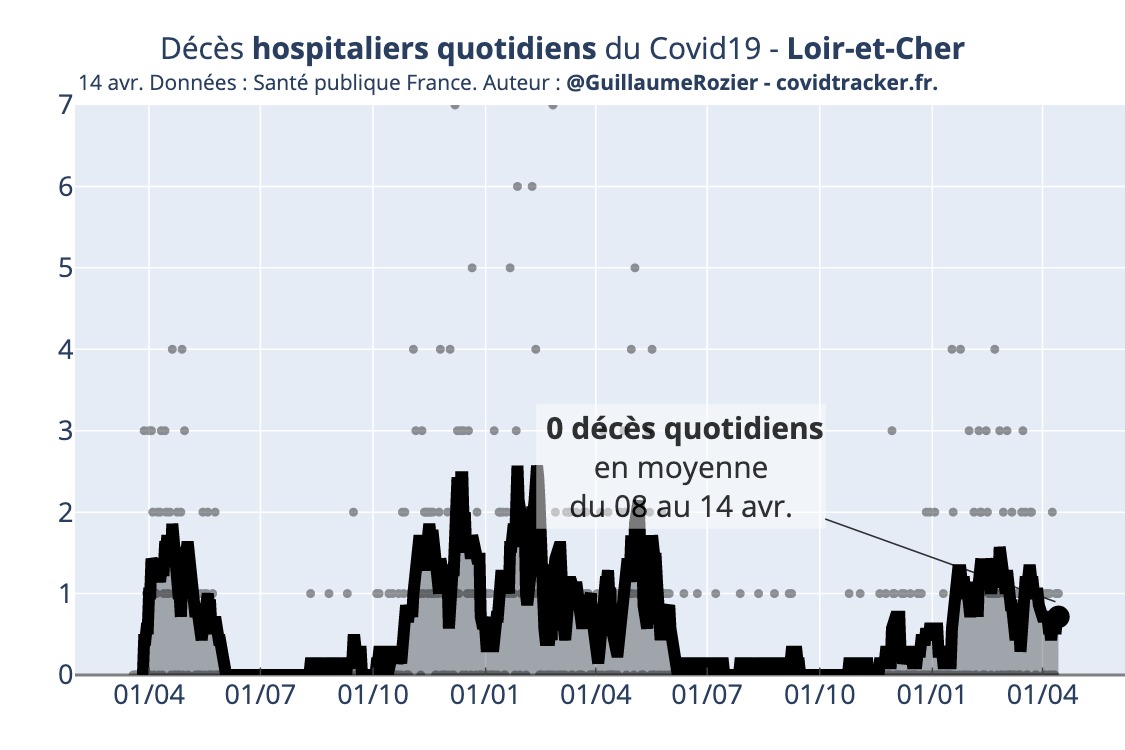 Décès hospitaliers quotidiens du Covid19 - Loir-et-Cher
14 avr. Données : Santé publique France. Auteur : @GuillaumeRozier - covidtracker.fr.
7
6
5
4
3
2
1
0
0 décès quotidiens
en moyenne
du 08 au 14 avr.
01/04 01/07 01/10 01/01 01/04 01/07 01/10 01/01 01/04